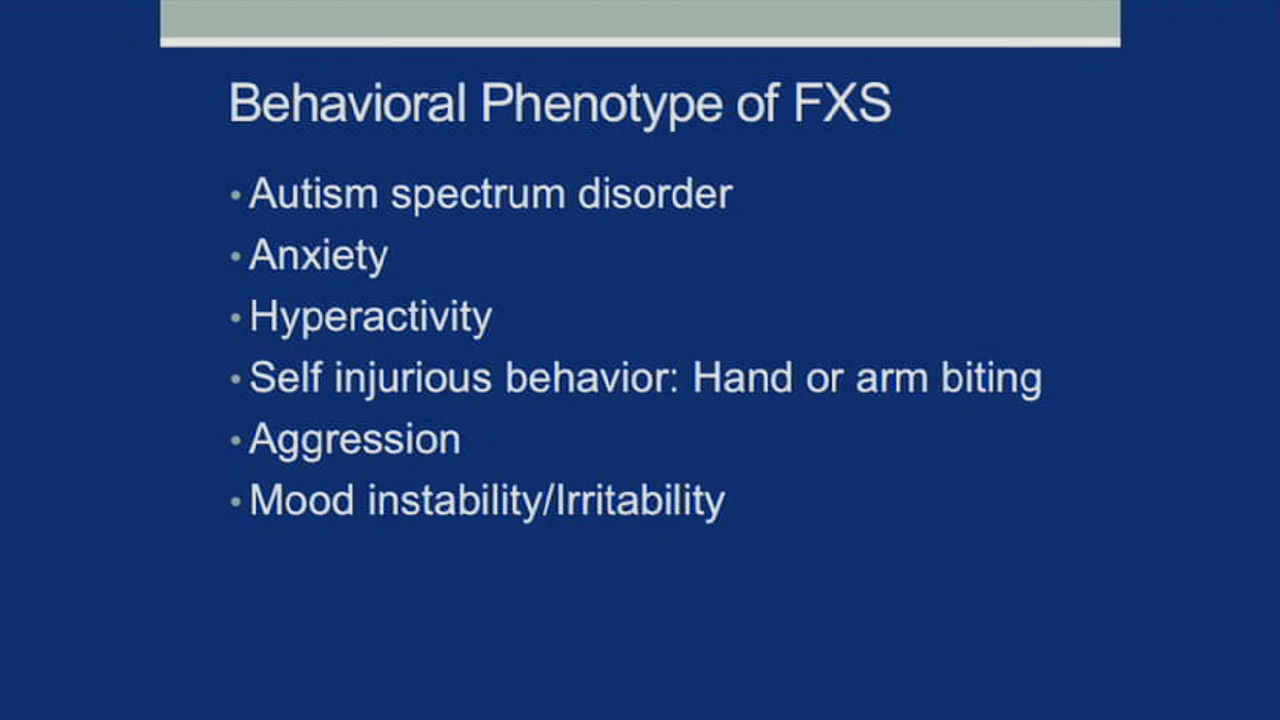 Behavioral Phenotype of FXS
• Autism spectrum disorder
• Anxiety
• Hyperactivity
• Self injurious behavior: Hand or arm biting
• Aggression
• Mood instability/Irritability